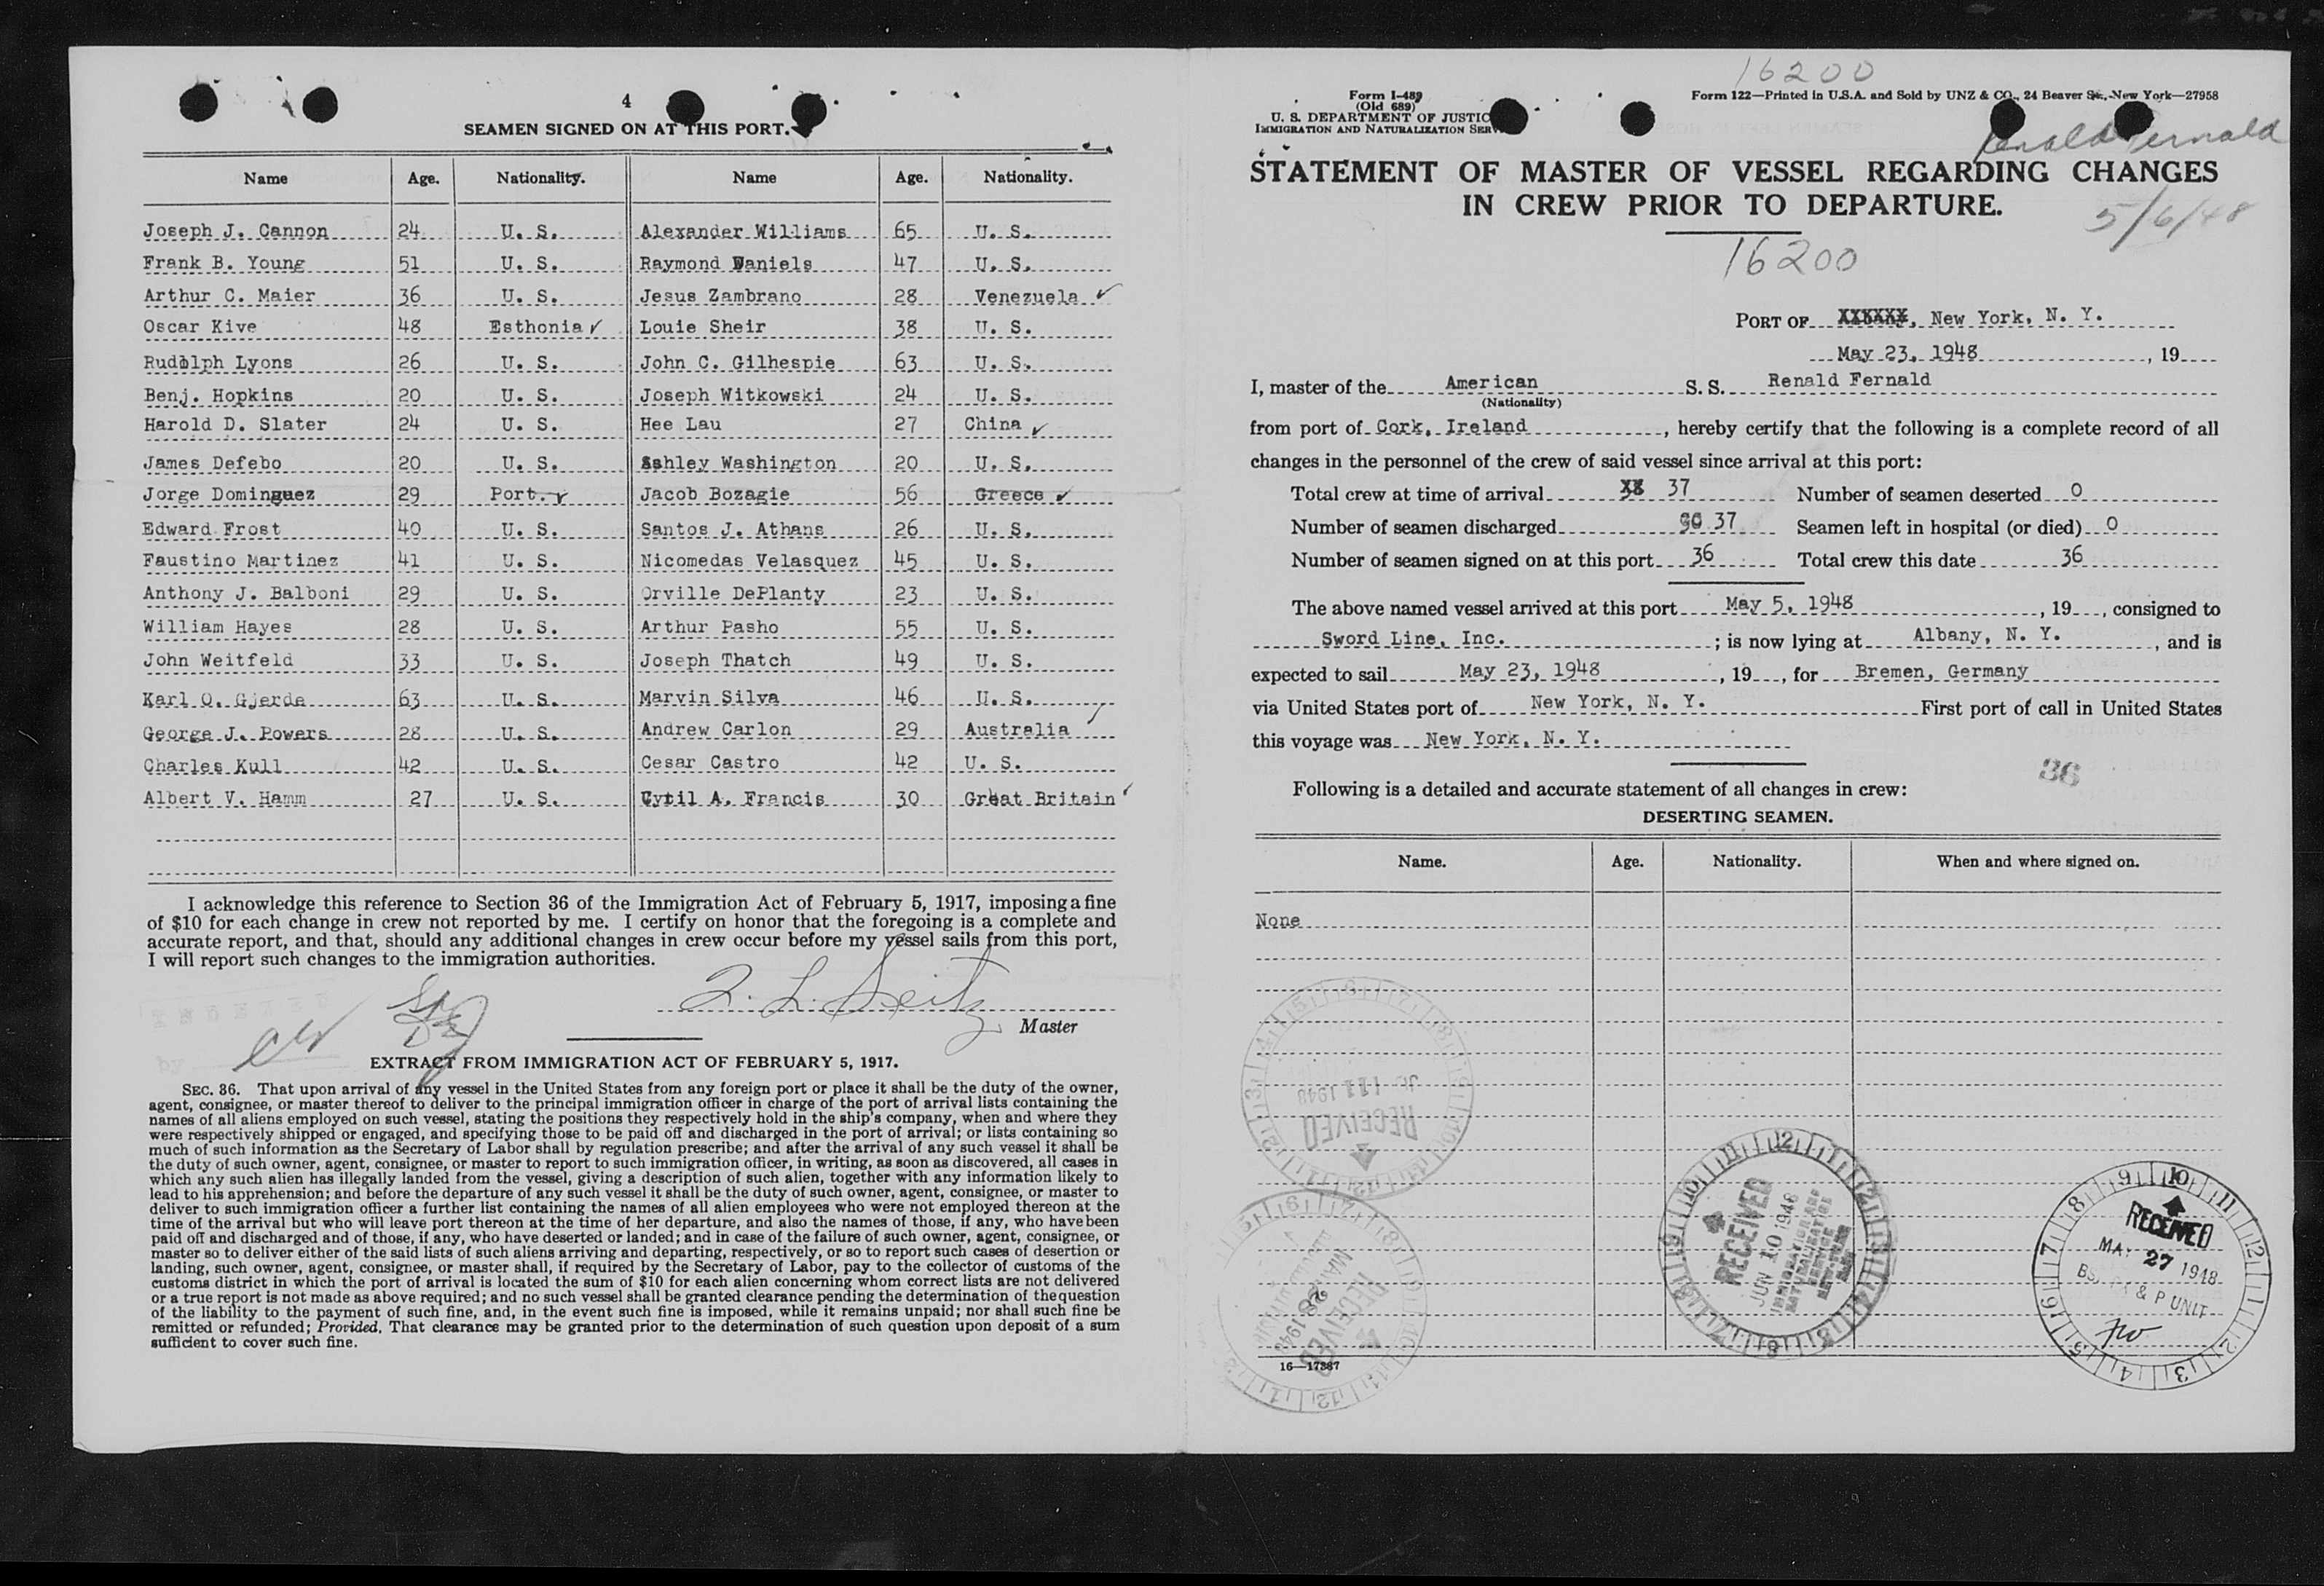 4
SEAMEN SIGNED ON AT THIS PORT.
Name Age. Nationality. Name Age. Nationality.
Joseph J. Cannon 24 U. S. Alexander Williams 65 U. S.
Frank B. Young 51 U. S. Raymond Daniels 47 U. S.
Arthur C. Maier 36 U. S. Jesus Zambrano 28 Venezuela ✓
Oscar Kive 48 Esthonia ✓ Louie Sheir 38 U. S.
Rudolph Lyons 26 U. S. John C. Gilhespie 63 U. S.
Benj. Hopkins 20 U. S. Joseph Witkowski 24 U. S.
Harold D. Slater 24 U. S. Hee Lau 27 China ✓
James Defebo 20 U. S. Ashley Washington 20 U. S.
Jorge Dominguez 29 Port. ✓ Jacob Bozagie 56 Greece ✓
Edward Frost 40 U. S. Santos J. Athans 26 U. S.
Faustino Martinez 41 U. S. Nicomedas Velasquez 45 U. S.
Anthony J. Balboni 29 U. S. Orville DePlanty 23 U. S.
William Hayes 28 U. S. Arthur Pasho 55 U. S.
John Weitfeld 33 U. S. Joseph Thatch 49 U. S.
Karl O. Gjerde 63 U. S. Marvin Silva 46 U. S.
George J. Powers 28 U. S. Andrew Carlon 29 Australia ✓
Charles Kull 42 U. S. Cesar Castro 42 U. S.
Albert V. Hamm 27 U. S. Cyril A. Francis 30 Great Britain ✓
I acknowledge this reference to Section 36 of the Immigration Act of February 5, 1917, imposing a fine
of $10 for each change in crew not reported by me. I certify on honor that the foregoing is a complete and
accurate report, and that, should any additional changes in crew occur before my vessel sails from this port,
I will report such changes to the immigration authorities.
L. Seitz
Master
EXTRACT FROM IMMIGRATION ACT OF FEBRUARY 5, 1917.
SEC. 36. That upon arrival of any vessel in the United States from any foreign port or place it shall be the duty of the owner,
agent, consignee, or master thereof to deliver to the principal immigration officer in charge of the port of arrival lists containing the
names of all aliens employed on such vessel, stating the positions they respectively hold in the ship's company, when and where they
were respectively shipped or engaged, and specifying those to be paid off and discharged in the port of arrival; or lists containing so
much of such information as the Secretary of Labor shall by regulation prescribe; and after the arrival of any such vessel it shall be
the duty of such owner, agent, consignee, or master to report to such immigration officer, in writing, as soon as discovered, all cases in
which any such alien has illegally landed from the vessel, giving a description of such alien, together with any information likely to
lead to his apprehension; and before the departure of any such vessel it shall be the duty of such owner, agent, consignee, or master to
deliver to such immigration officer a further list containing the names of all alien employees who were not employed thereon at the
time of the arrival but who will leave port thereon at the time of her departure, and also the names of those, if any, who have been
paid off and discharged and of those, if any, who have deserted or landed; and in case of the failure of such owner, agent, consignee, or
master so to deliver either of the said lists of such aliens arriving and departing, respectively, or so to report such cases of desertion or
landing, such owner, agent, consignee, or master shall, if required by the Secretary of Labor, pay to the collector of customs of the
customs district in which the port of arrival is located the sum of $10 for each alien concerning whom correct lists are not delivered
or a true report is not made as above required; and no such vessel shall be granted clearance pending the determination of the question
of the liability to the payment of such fine, and, in the event such fine is imposed, while it remains unpaid; nor shall such fine be
remitted or refunded; Provided, That clearance may be granted prior to the determination of such question upon deposit of a sum
sufficient to cover such fine.
16200
Form I-489
(Old 689)
U. S. DEPARTMENT OF JUSTIC
IMMIGRATION AND NATURALIZATION SERV
Form 122—Printed in U.S.A. and Sold by UNZ & CO., 24 Beaver St., New York—27958
Renald Fernald
STATEMENT OF MASTER OF VESSEL REGARDING CHANGES
IN CREW PRIOR TO DEPARTURE.
5/6/48
16200
PORT OF XXXXXX, New York, N. Y.
May 23, 1948, 19
I, master of the American S. S. Renald Fernald
(Nationality)
from port of Cork, Ireland, hereby certify that the following is a complete record of all
changes in the personnel of the crew of said vessel since arrival at this port:
Total crew at time of arrival 37 Number of seamen deserted 0
Number of seamen discharged 37 Seamen left in hospital (or died) 0
Number of seamen signed on at this port 36 Total crew this date 36
The above named vessel arrived at this port May 5, 1948, 19, consigned to
Sword Line, Inc.; is now lying at Albany, N. Y., and is
expected to sail May 23, 1948, 19, for Bremen, Germany
via United States port of New York, N. Y. First port of call in United States
this voyage was New York, N. Y.
36
Following is a detailed and accurate statement of all changes in crew:
DESERTING SEAMEN.
Name. Age. Nationality. When and where signed on.
None
RECEIVED
RECEIVED
JUN 10 1948
IMMIGRATION AND
NATURALIZATION
SERVICE
RECEIVED
MAY 27 1948
& P UNIT
RECEIVED
16—17387